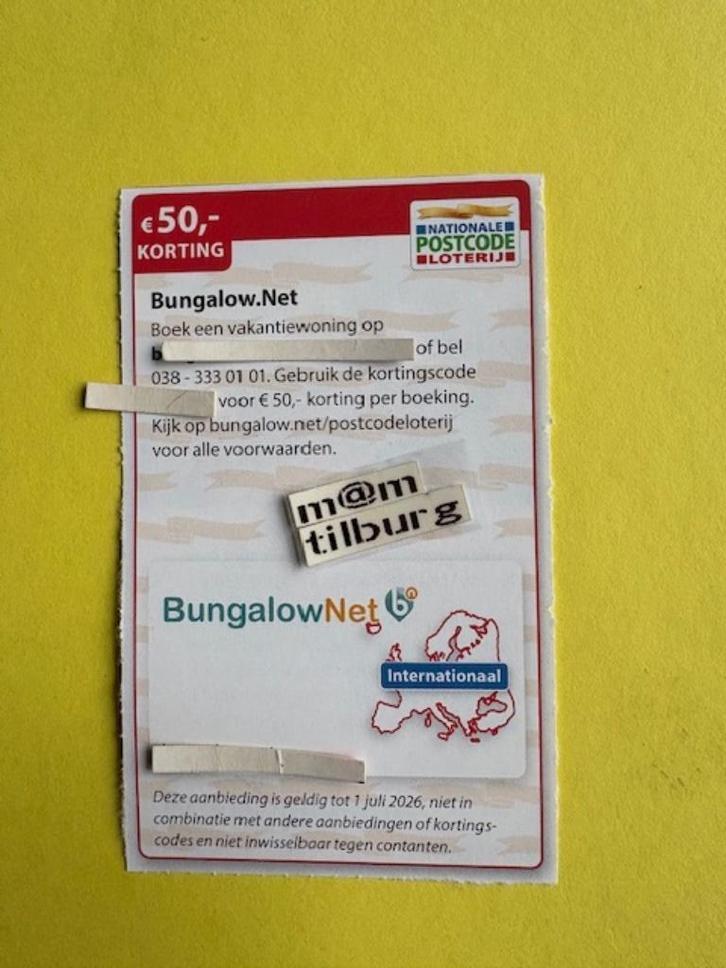 € 50,-
KORTING
NATIONALE
POSTCODE
LOTERIJ
Bungalow.Net
Boek een vakantiewoning op
of bel
038 - 333 01 01. Gebruik de kortingscode
voor € 50,- korting per boeking.
Kijk op bungalow.net/postcodeloterij
voor alle voorwaarden.
m@m
tilburg
BungalowNet
Internationaal
Deze aanbieding is geldig tot 1 juli 2026, niet in
combinatie met andere aanbiedingen of kortings-
codes en niet inwisselbaar tegen contanten.